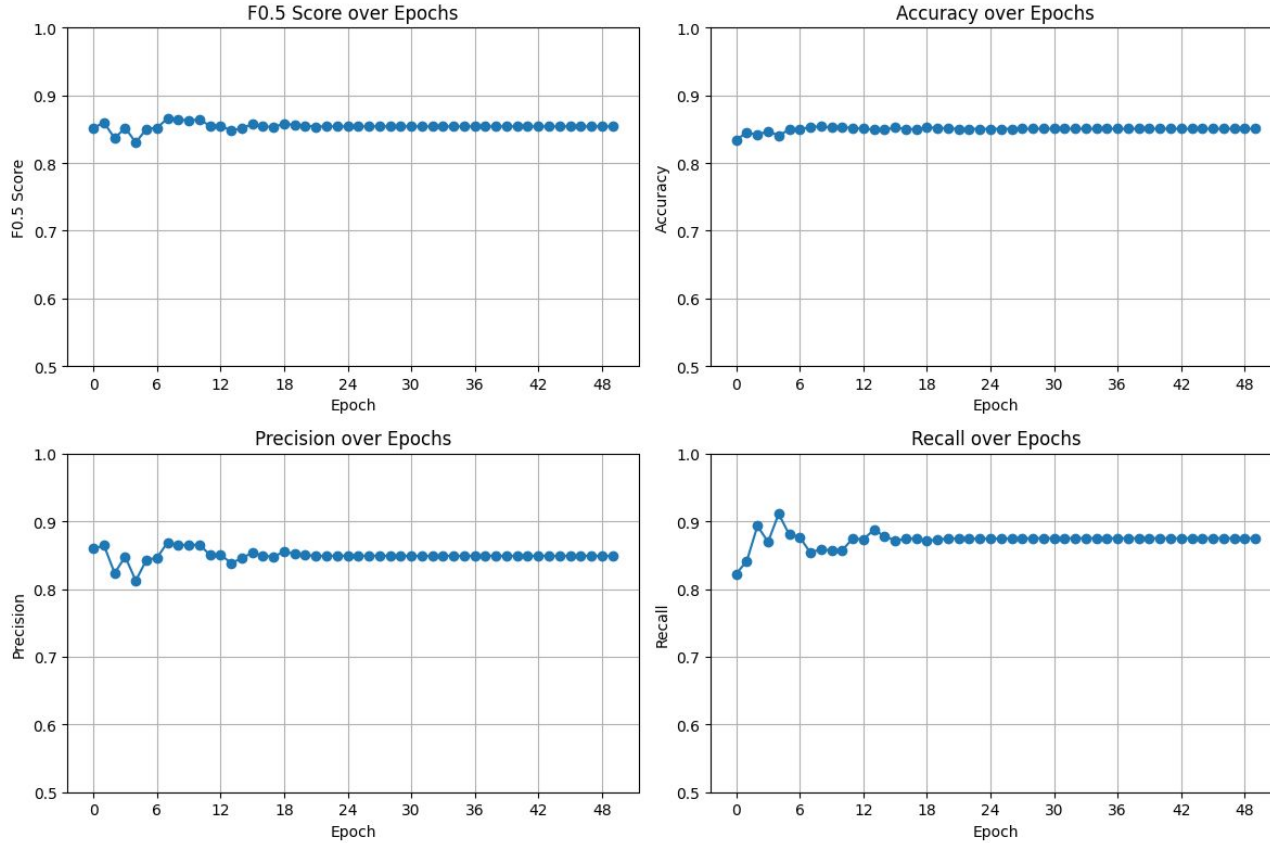 F0.5 Score over Epochs
1.0
0.9
0.8
0.7
0.6
0.5
F0.5 Score
0 6 12 18 24 30 36 42 48
Epoch
Accuracy over Epochs
1.0
0.9
0.8
0.7
0.6
0.5
Accuracy
0 6 12 18 24 30 36 42 48
Epoch
Precision over Epochs
1.0
0.9
0.8
0.7
0.6
0.5
Precision
0 6 12 18 24 30 36 42 48
Epoch
Recall over Epochs
1.0
0.9
0.8
0.7
0.6
0.5
Recall
0 6 12 18 24 30 36 42 48
Epoch